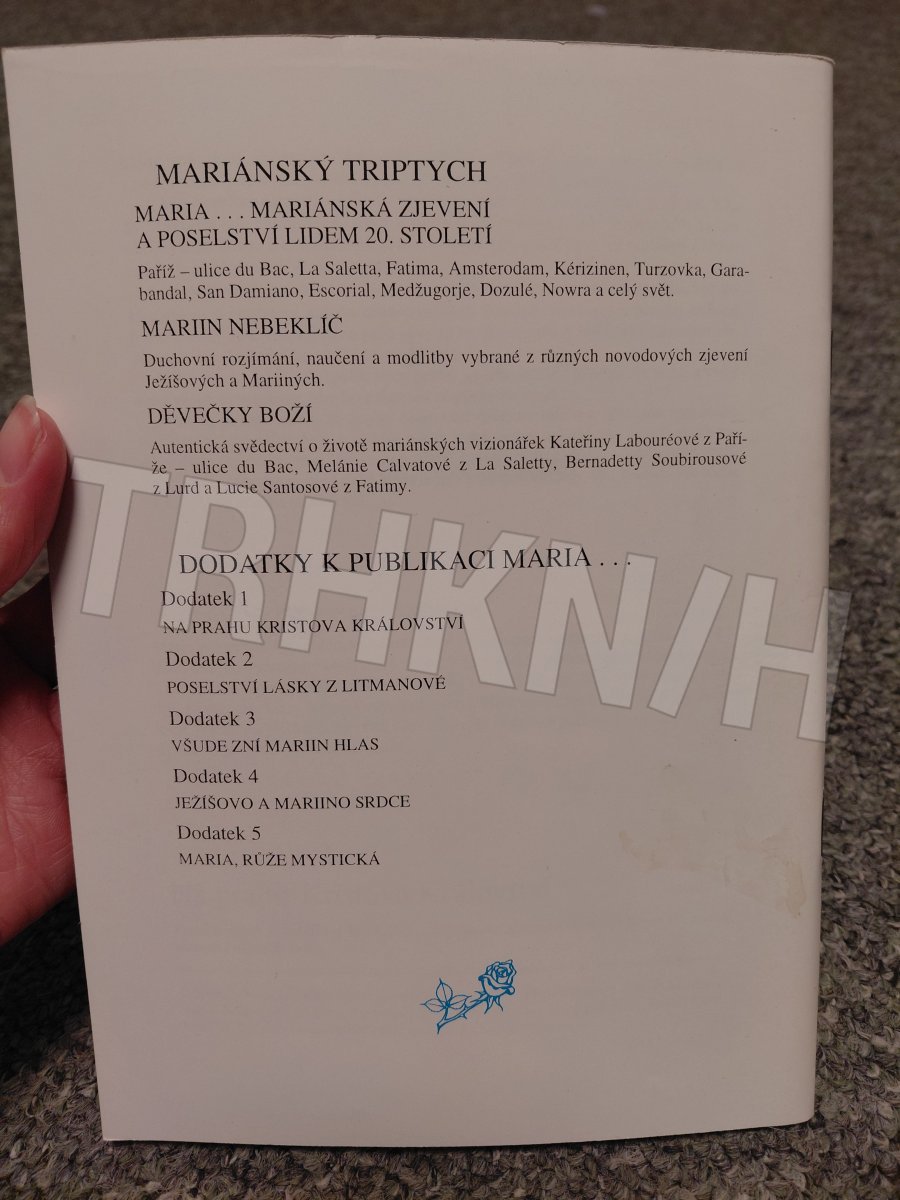 MARIÁNSKÝ TRIPTYCH
MARIA . . . MARIÁNSKÁ ZJEVENÍ
A POSELSTVÍ LIDEM 20. STOLETÍ
Paříž – ulice du Bac, La Saletta, Fatima, Amsterodam, Kérizinen, Turzovka, Gara-
bandal, San Damiano, Escorial, Medžugorje, Dozulé, Nowra a celý svět.
MARIIN NEBEKLÍČ
Duchovní rozjímání, naučení a modlitby vybrané z různých novodových zjevení
Ježíšových a Mariiných.
DĚVEČKY BOŽÍ
Autentická svědectví o životě mariánských vizionářek Kateřiny Labouréové z Paří-
že – ulice du Bac, Melánie Calvatové z La Saletty, Bernadetty Soubirousové
z Lurd a Lucie Santosové z Fatimy.
TRHKN/H
DODATKY K PUBLIKACI MARIA . . .
Dodatek 1
NA PRAHU KRISTOVA KRÁLOVSTVÍ
Dodatek 2
POSELSTVÍ LÁSKY Z LITMANOVÉ
Dodatek 3
VŠUDE ZNÍ MARIIN HLAS
Dodatek 4
JEŽÍŠOVO A MARIINO SRDCE
Dodatek 5
MARIA, RŮŽE MYSTICKÁ